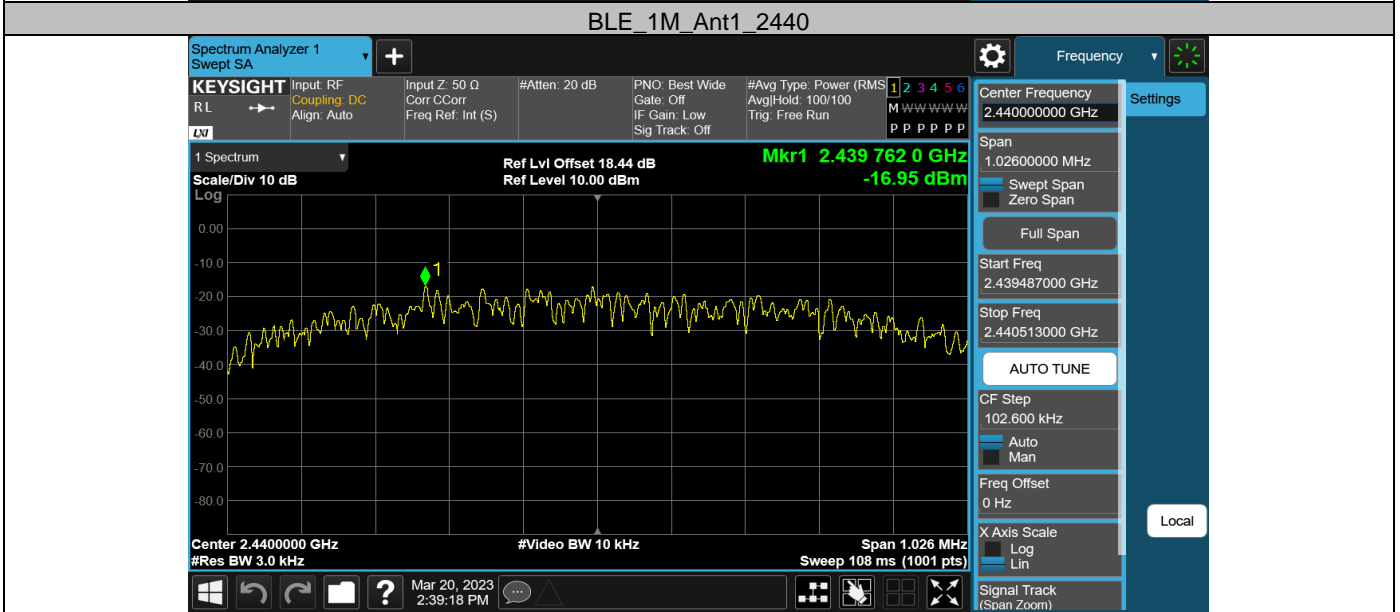 BLE_1M_Ant1_2440
Spectrum Analyzer 1
Swept SA
+
Frequency
KEYSIGHT
R L
LXI
Input: RF
Coupling: DC
Align: Auto
Input Z: 50 Ω
Corr CCorr
Freq Ref: Int (S)
#Atten: 20 dB
PNO: Best Wide
Gate: Off
IF Gain: Low
Sig Track: Off
#Avg Type: Power (RMS
Avg|Hold: 100/100
Trig: Free Run
1 2 3 4 5 6
M W W W W W
P P P P P P
1 Spectrum
Scale/Div 10 dB
Log
Ref Lvl Offset 18.44 dB
Ref Level 10.00 dBm
Mkr1 2.439 762 0 GHz
-16.95 dBm
1
0.00
-10.0
-20.0
-30.0
-40.0
-50.0
-60.0
-70.0
-80.0
Center 2.4400000 GHz
#Res BW 3.0 kHz
#Video BW 10 kHz
Span 1.026 MHz
Sweep 108 ms (1001 pts)
Center Frequency
2.440000000 GHz
Span
1.02600000 MHz
Swept Span
Zero Span
Full Span
Start Freq
2.439487000 GHz
Stop Freq
2.440513000 GHz
AUTO TUNE
CF Step
102.600 kHz
Auto
Man
Freq Offset
0 Hz
X Axis Scale
Log
Lin
Signal Track
(Span Zoom)
Settings
Local
?
Mar 20, 2023
2:39:18 PM